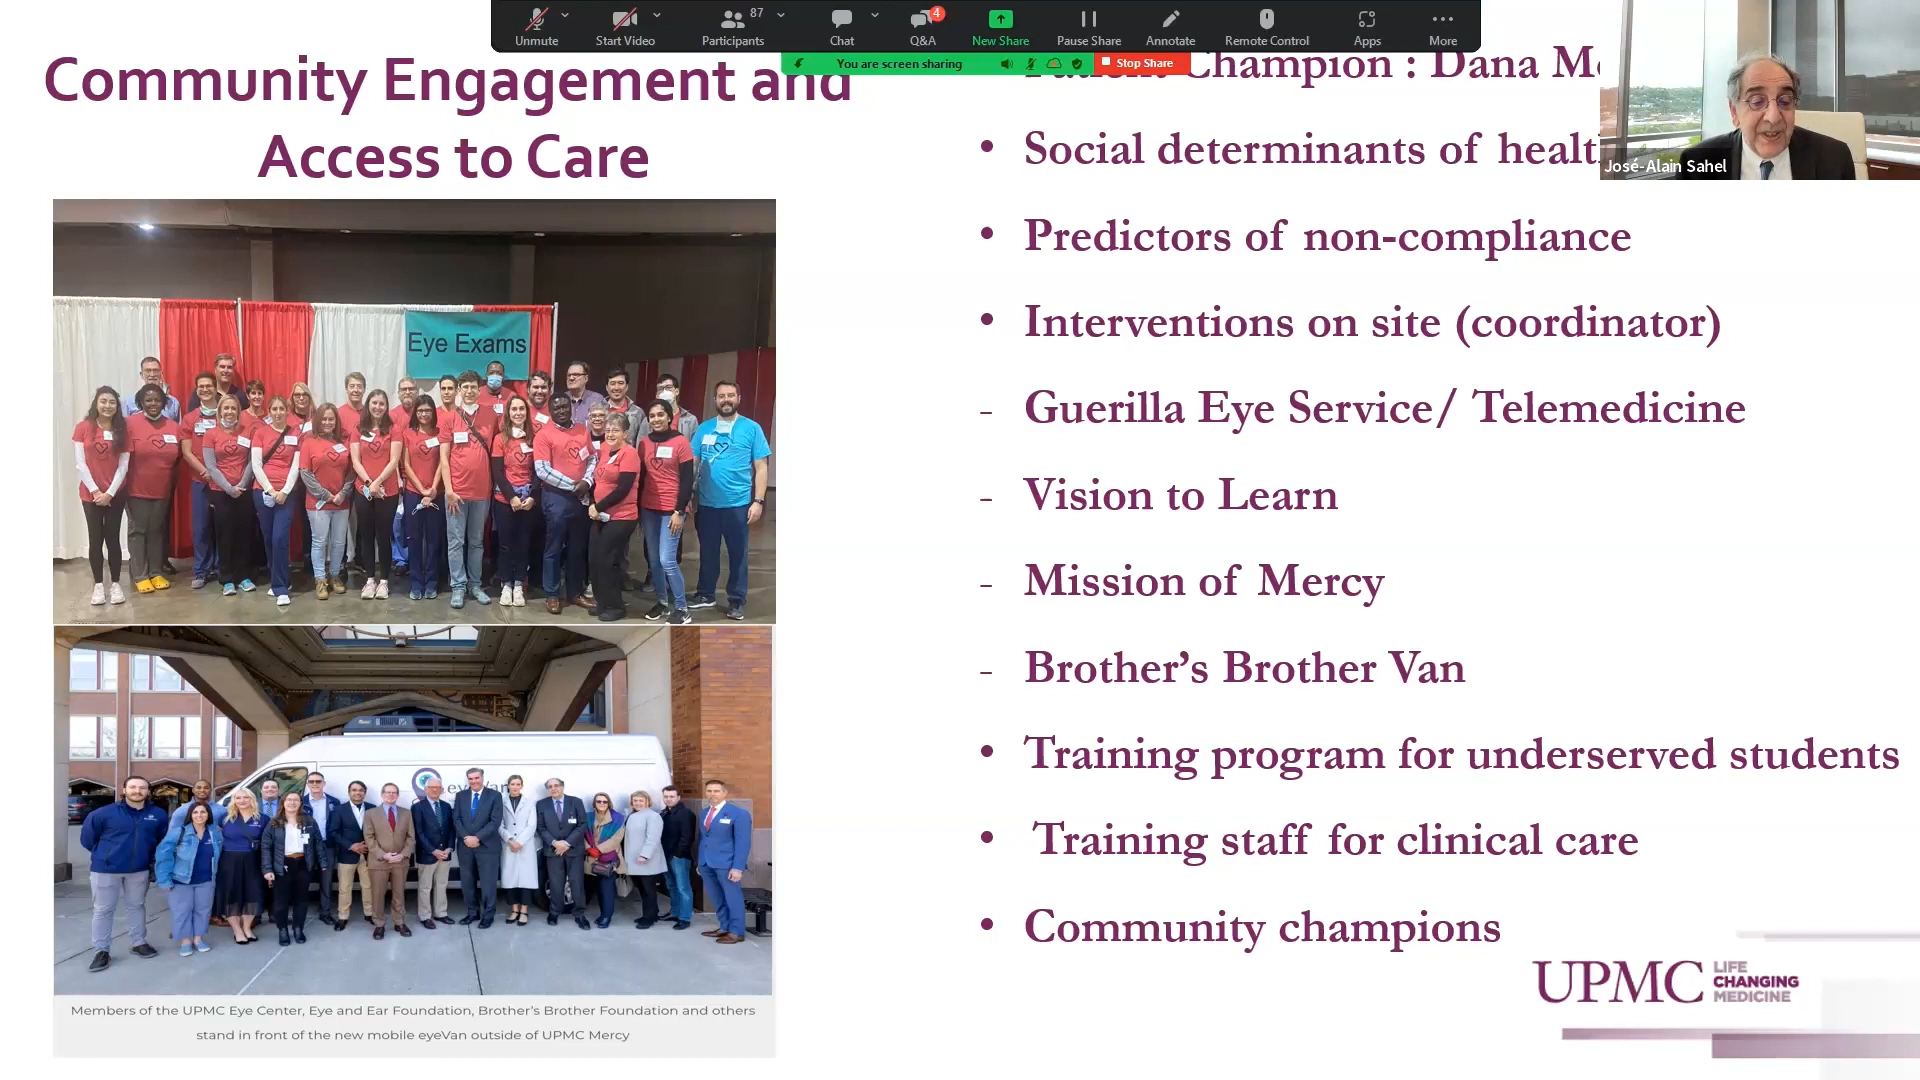 Unmute
Start Video
87
Participants
Chat
4
Q&A
New Share
Pause Share
Annotate
Remote Control
Apps
More
You are screen sharing
Stop Share
José-Alain Sahel
Community Engagement and
Access to Care
Eye Exams
Members of the UPMC Eye Center, Eye and Ear Foundation, Brother's Brother Foundation and others
stand in front of the new mobile eyeVan outside of UPMC Mercy
Champion : Dana
• Social determinants of
• Predictors of non-compliance
• Interventions on site (coordinator)
- Guerilla Eye Service/ Telemedicine
- Vision to Learn
- Mission of Mercy
- Brother’s Brother Van
• Training program for underserved students
• Training staff for clinical care
• Community champions
UPMC LIFE
CHANGING
MEDICINE